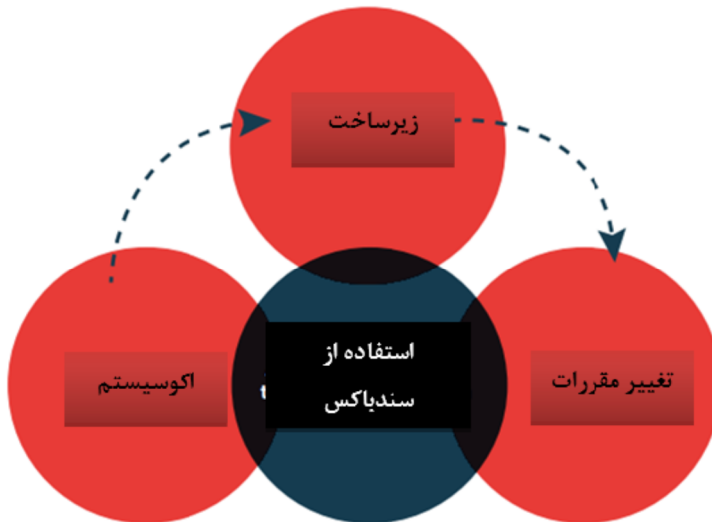 زیرساخت
استفاده از
سندباکس
اکوسیستم
تغییر مقررات